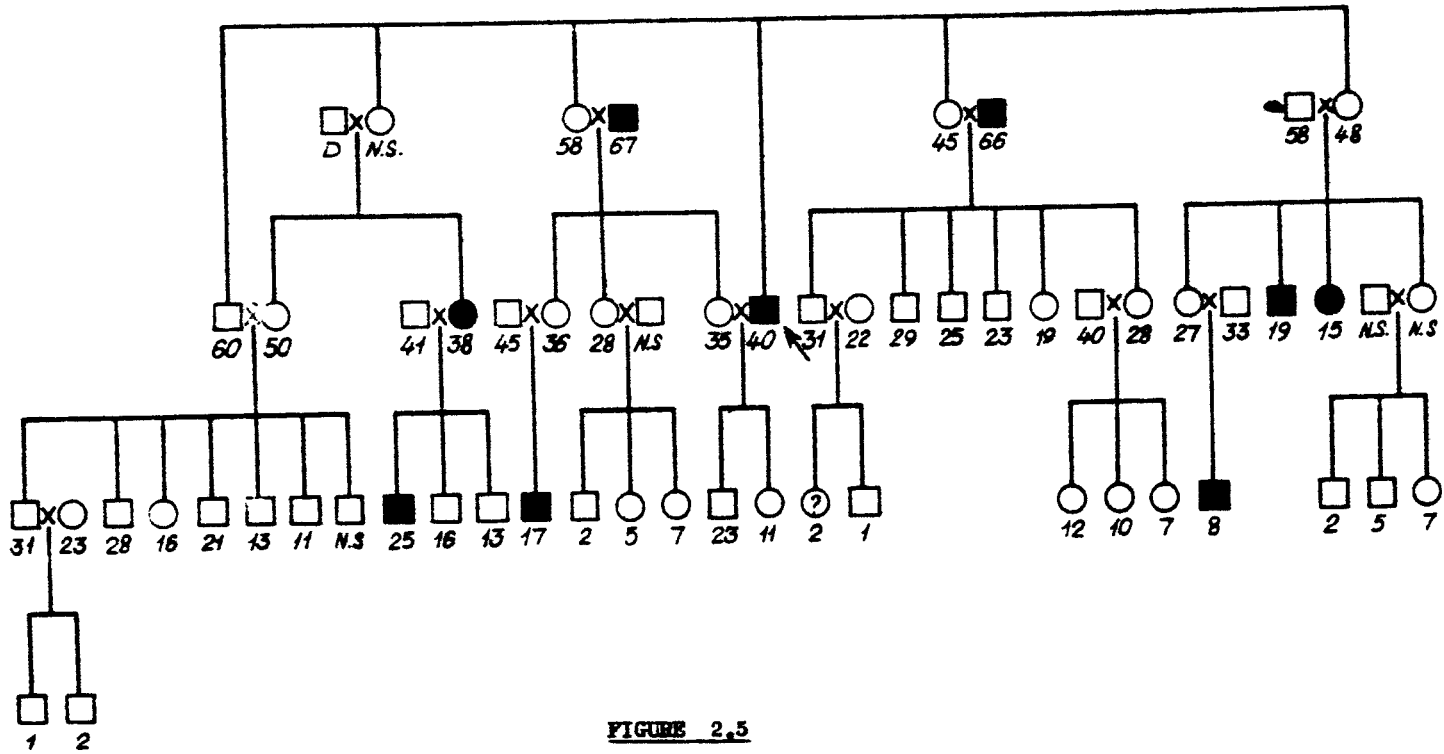 D N.S. 58 67 45 66 58 48
60 50 41 38 45 36 28 N.S 35 40 31 22 29 25 23 19 40 28 27 33 19 15 N.S. N.S
?
31 23 28 16 21 13 11 N.S 25 16 13 17 2 5 7 23 11 2 1 12 10 7 8 2 5 7
1 2
FIGURE 2.5